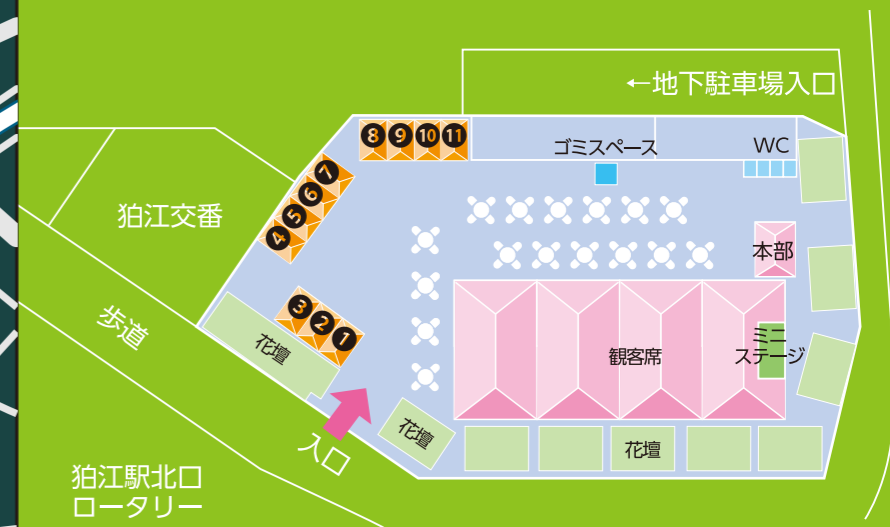 ←地下駐車場入口
8 9 10 11
ゴミスペース
WC
7
6
5
4
狛江交番
本部
3
2
1
歩道
花壇
ミニ
ステージ
観客席
花壇
花壇
入口
狛江駅北口
ロータリー